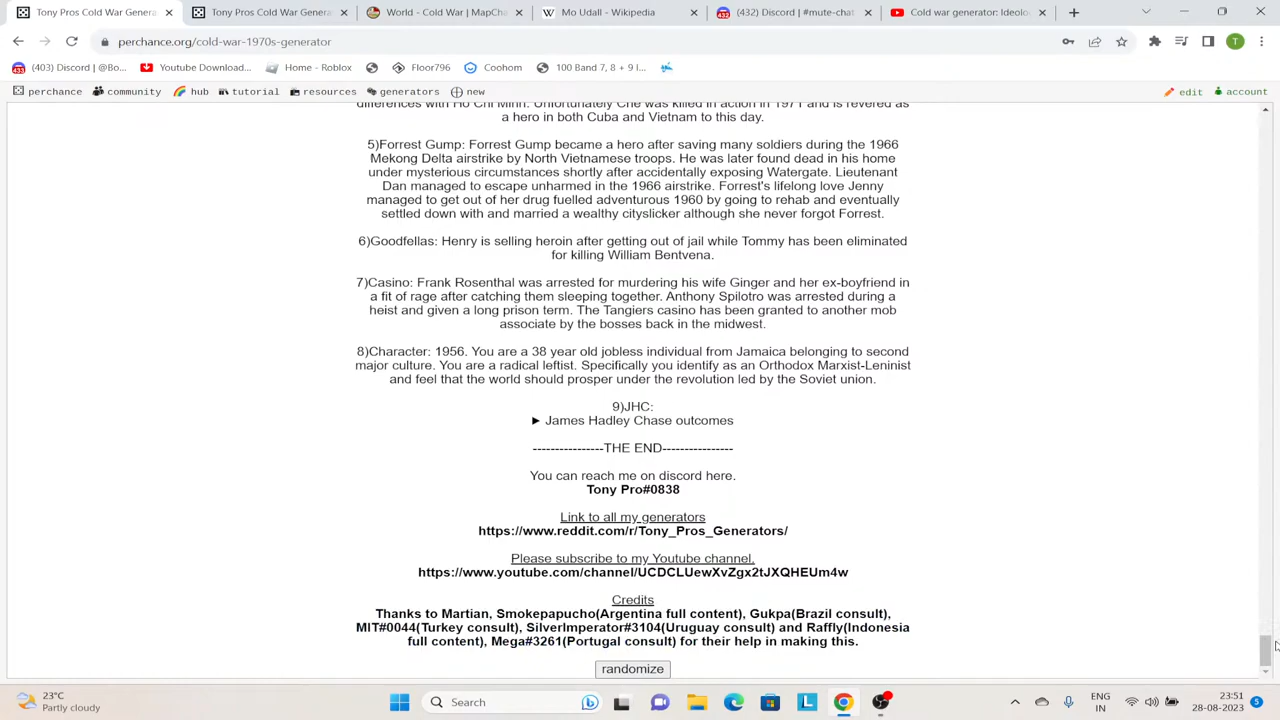 Tony Pros Cold War Generat
Tony Pros Cold War Genera
World - Cold War | MapCha
Mo Udall - Wikipedia
(432) Discord | #mute-chat
Cold war generator: Ideolo
perchance.org/cold-war-1970s-generator
(403) Discord | @Bo...
Youtube Download...
Home - Roblox
Floor796
Coohom
100 Band 7, 8 + 9 I...
perchance
community
hub
tutorial
resources
generators
new
edit
account
differences with Ho Chi Minh. Unfortunately Che was killed in action in 1971 and is revered as
a hero in both Cuba and Vietnam to this day.
5)Forrest Gump: Forrest Gump became a hero after saving many soldiers during the 1966
Mekong Delta airstrike by North Vietnamese troops. He was later found dead in his home
under mysterious circumstances shortly after accidentally exposing Watergate. Lieutenant
Dan managed to escape unharmed in the 1966 airstrike. Forrest's lifelong love Jenny
managed to get out of her drug fuelled adventurous 1960 by going to rehab and eventually
settled down with and married a wealthy cityslicker although she never forgot Forrest.
6)Goodfellas: Henry is selling heroin after getting out of jail while Tommy has been eliminated
for killing William Bentvena.
7)Casino: Frank Rosenthal was arrested for murdering his wife Ginger and her ex-boyfriend in
a fit of rage after catching them sleeping together. Anthony Spilotro was arrested during a
heist and given a long prison term. The Tangiers casino has been granted to another mob
associate by the bosses back in the midwest.
8)Character: 1956. You are a 38 year old jobless individual from Jamaica belonging to second
major culture. You are a radical leftist. Specifically you identify as an Orthodox Marxist-Leninist
and feel that the world should prosper under the revolution led by the Soviet union.
9)JHC:
► James Hadley Chase outcomes
----------------THE END----------------
You can reach me on discord here.
Tony Pro#0838
Link to all my generators
https://www.reddit.com/r/Tony_Pros_Generators/
Please subscribe to my Youtube channel.
https://www.youtube.com/channel/UCDCLUewXvZgx2tJXQHEUm4w
Credits
Thanks to Martian, Smokepapucho(Argentina full content), Gukpa(Brazil consult),
MIT#0044(Turkey consult), SilverImperator#3104(Uruguay consult) and Raffly(Indonesia
full content), Mega#3261(Portugal consult) for their help in making this.
randomize
23°C
Partly cloudy
Search
ENG
IN
23:51
28-08-2023
5